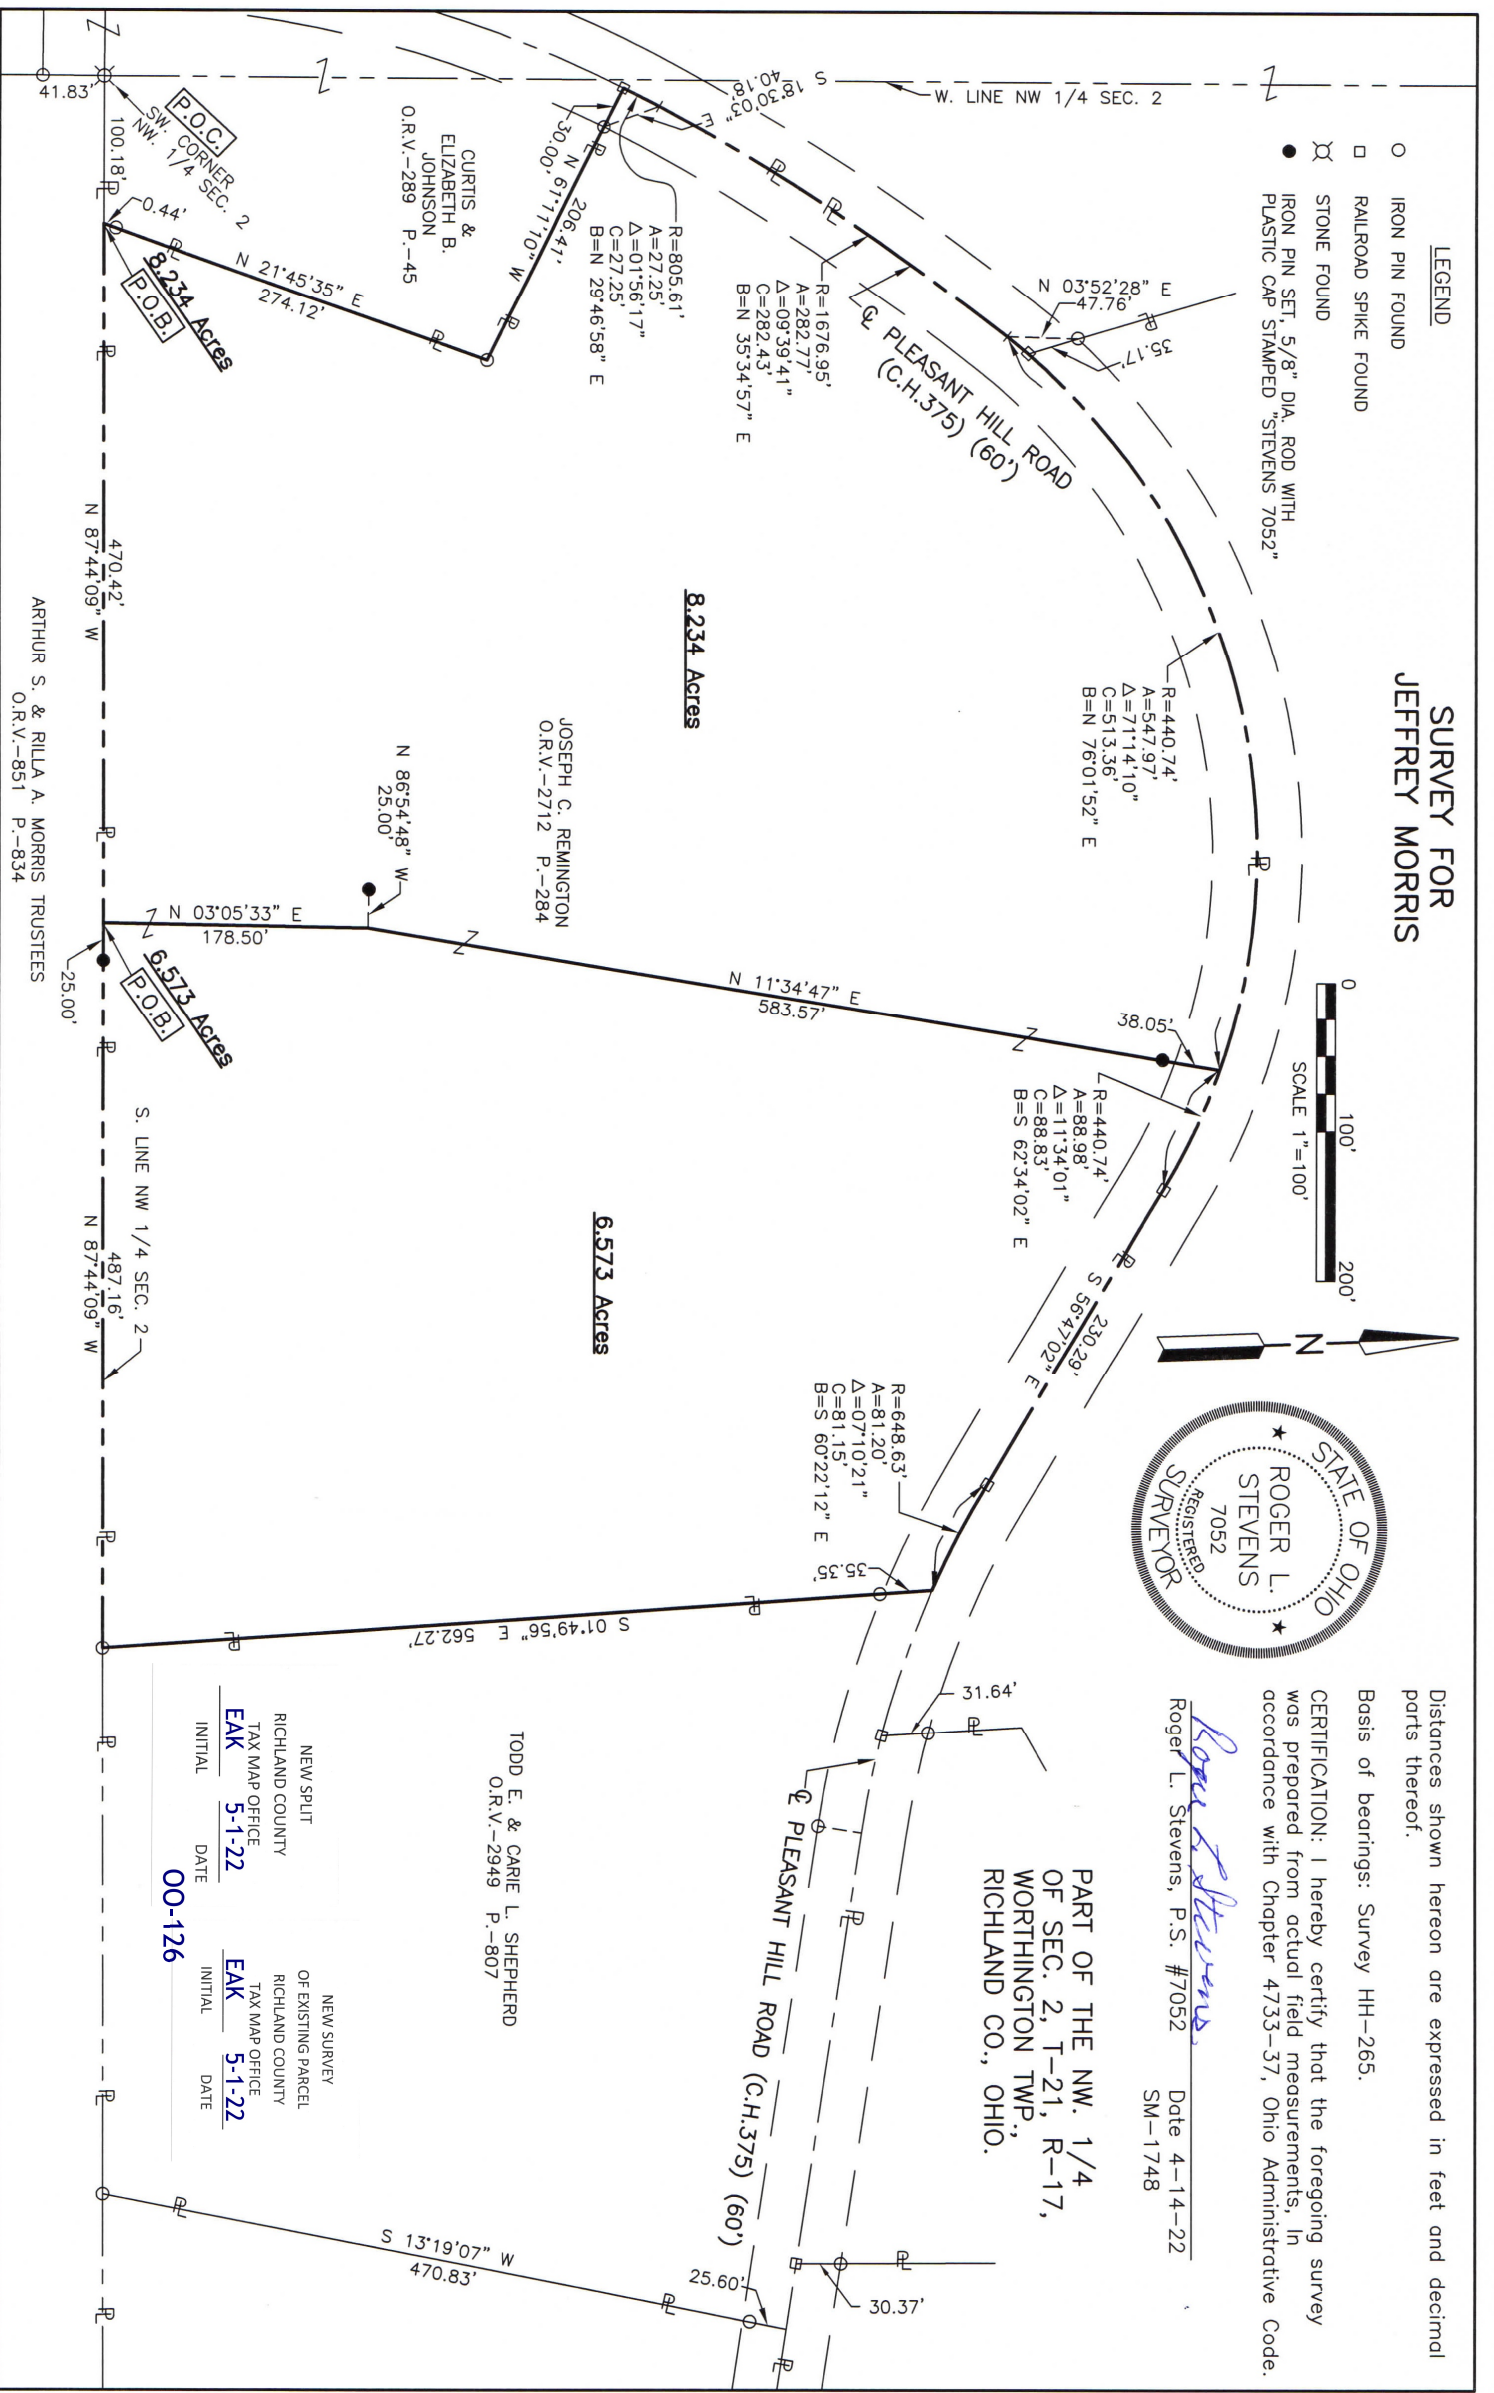 SURVEY FOR
JEFFREY MORRIS
LEGEND
IRON PIN FOUND
RAILROAD SPIKE FOUND
STONE FOUND
IRON PIN SET, 5/8" DIA. ROD WITH
PLASTIC CAP STAMPED "STEVENS 7052"
0 100' 200'
SCALE 1"=100'
N
STATE OF OHIO
ROGER L.
STEVENS
7052
REGISTERED
SURVEYOR
Distances shown hereon are expressed in feet and decimal
parts thereof.
Basis of bearings: Survey HH-265.
CERTIFICATION: I hereby certify that the foregoing survey
was prepared from actual field measurements, In
accordance with Chapter 4733-37, Ohio Administrative Code.
Roger L. Stevens
Roger L. Stevens, P.S. #7052 Date 4-14-22
SM-1748
PART OF THE NW. 1/4
OF SEC. 2, T-21, R-17,
WORTHINGTON TWP.,
RICHLAND CO., OHIO.
W. LINE NW 1/4 SEC. 2
S 18°30'03" E
40.18'
N 03°52'28" E
47.76'
35.17'
℄ PLEASANT HILL ROAD
(C.H.375) (60')
R=1676.95'
A=282.77'
Δ=09°39'41"
C=282.43'
B=N 35°34'57" E
R=805.61'
A=27.25'
Δ=01°56'17"
C=27.25'
B=N 29°46'58" E
N 61°11'10" W
206.41'
30.00'
CURTIS &
ELIZABETH B.
JOHNSON
O.R.V.-289 P.-45
P.O.C.
SW. CORNER
NW. 1/4 SEC. 2
41.83'
100.18'
0.44'
N 21°45'35" E
274.12'
8.234 Acres
P.O.B.
R=440.74'
A=547.97'
Δ=71°14'10"
C=513.36'
B=N 76°01'52" E
8.234 Acres
JOSEPH C. REMINGTON
O.R.V.-2712 P.-284
N 86°54'48" W
25.00'
N 03°05'33" E
178.50'
N 11°34'47" E
583.57'
38.05'
R=440.74'
A=88.98'
Δ=11°34'01"
C=88.83'
B=S 62°34'02" E
230.29'
S 56°47'02" E
6.573 Acres
R=648.63'
A=81.20'
Δ=07°10'21"
C=81.15'
B=S 60°22'12" E
35.35'
S 01°49'56" E 562.27'
31.64'
℄ PLEASANT HILL ROAD (C.H.375) (60')
30.37'
25.60'
S 13°19'07" W
470.83'
TODD E. & CARIE L. SHEPHERD
O.R.V.-2949 P.-807
6.573 Acres
P.O.B.
25.00'
S. LINE NW 1/4 SEC. 2
470.42'
N 87°44'09" W
487.16'
N 87°44'09" W
ARTHUR S. & RILLA A. MORRIS TRUSTEES
O.R.V.-851 P.-834
NEW SPLIT
RICHLAND COUNTY
TAX MAP OFFICE
EAK 5-1-22
INITIAL DATE
NEW SURVEY
OF EXISTING PARCEL
RICHLAND COUNTY
TAX MAP OFFICE
EAK 5-1-22
INITIAL DATE
OO-126